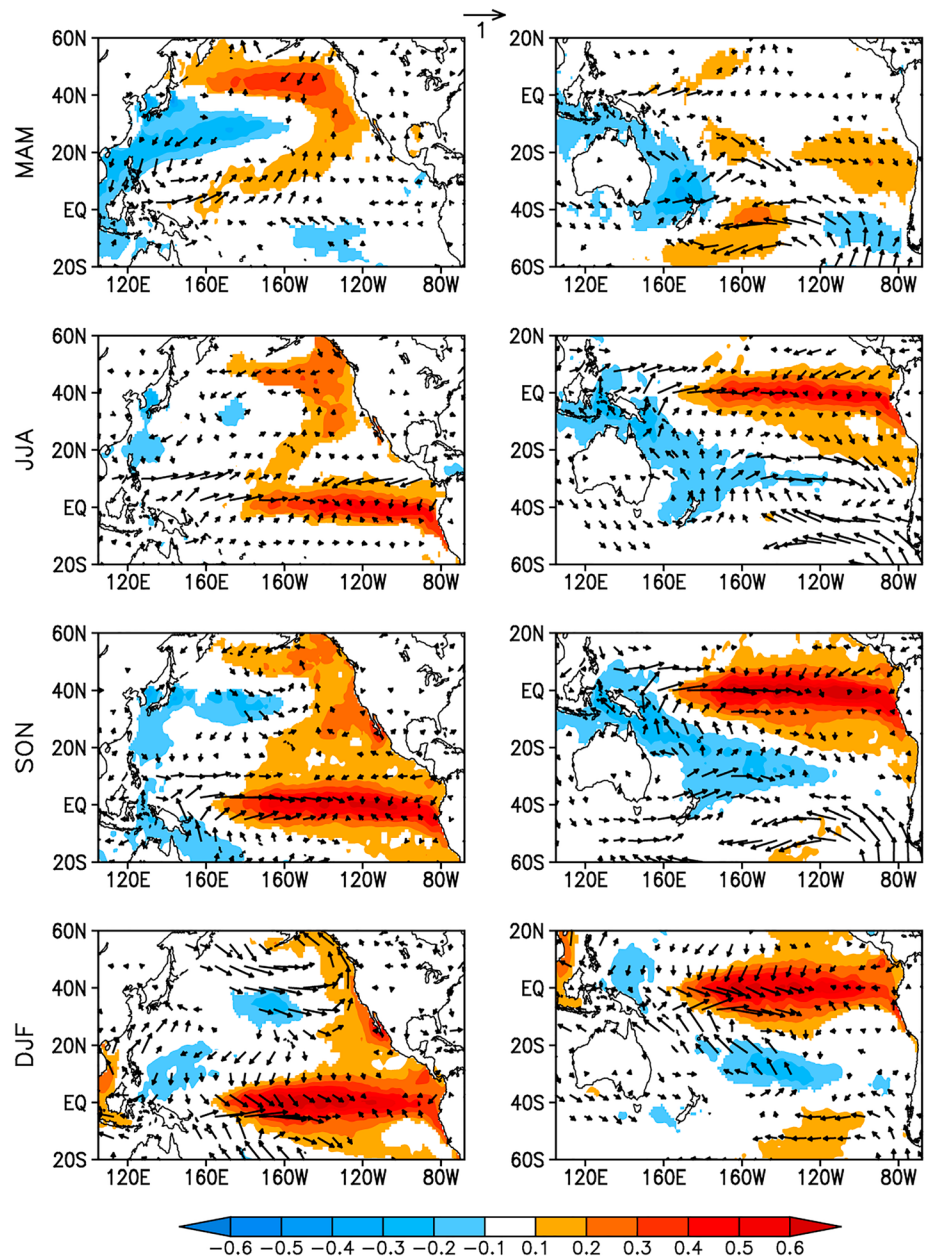 1
60N 20N
40N EQ
MAM 20N 20S
EQ 40S
20S 60S
120E 160E 160W 120W 80W 120E 160E 160W 120W 80W
60N 20N
40N EQ
JUA 20N 20S
EQ 40S
20S 60S
120E 160E 160W 120W 80W 120E 160E 160W 120W 80W
60N 20N
40N EQ
SON 20N 20S
EQ 40S
20S 60S
120E 160E 160W 120W 80W 120E 160E 160W 120W 80W
60N 20N
40N EQ
DJF 20N 20S
EQ 40S
20S 60S
120E 160E 160W 120W 80W 120E 160E 160W 120W 80W
-0.6 -0.5 -0.4 -0.3 -0.2 -0.1 0.1 0.2 0.3 0.4 0.5 0.6